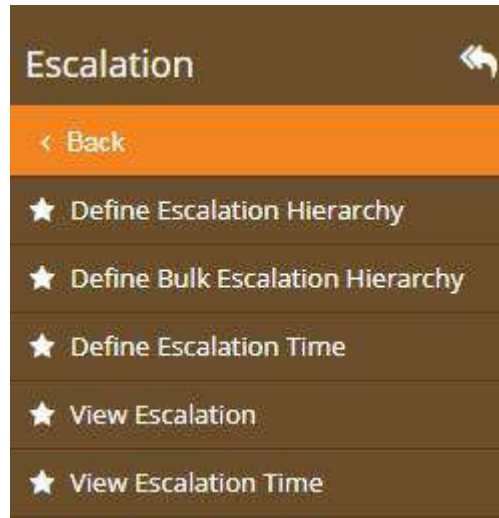 Escalation
< Back
Define Escalation Hierarchy
Define Bulk Escalation Hierarchy
Define Escalation Time
View Escalation
View Escalation Time